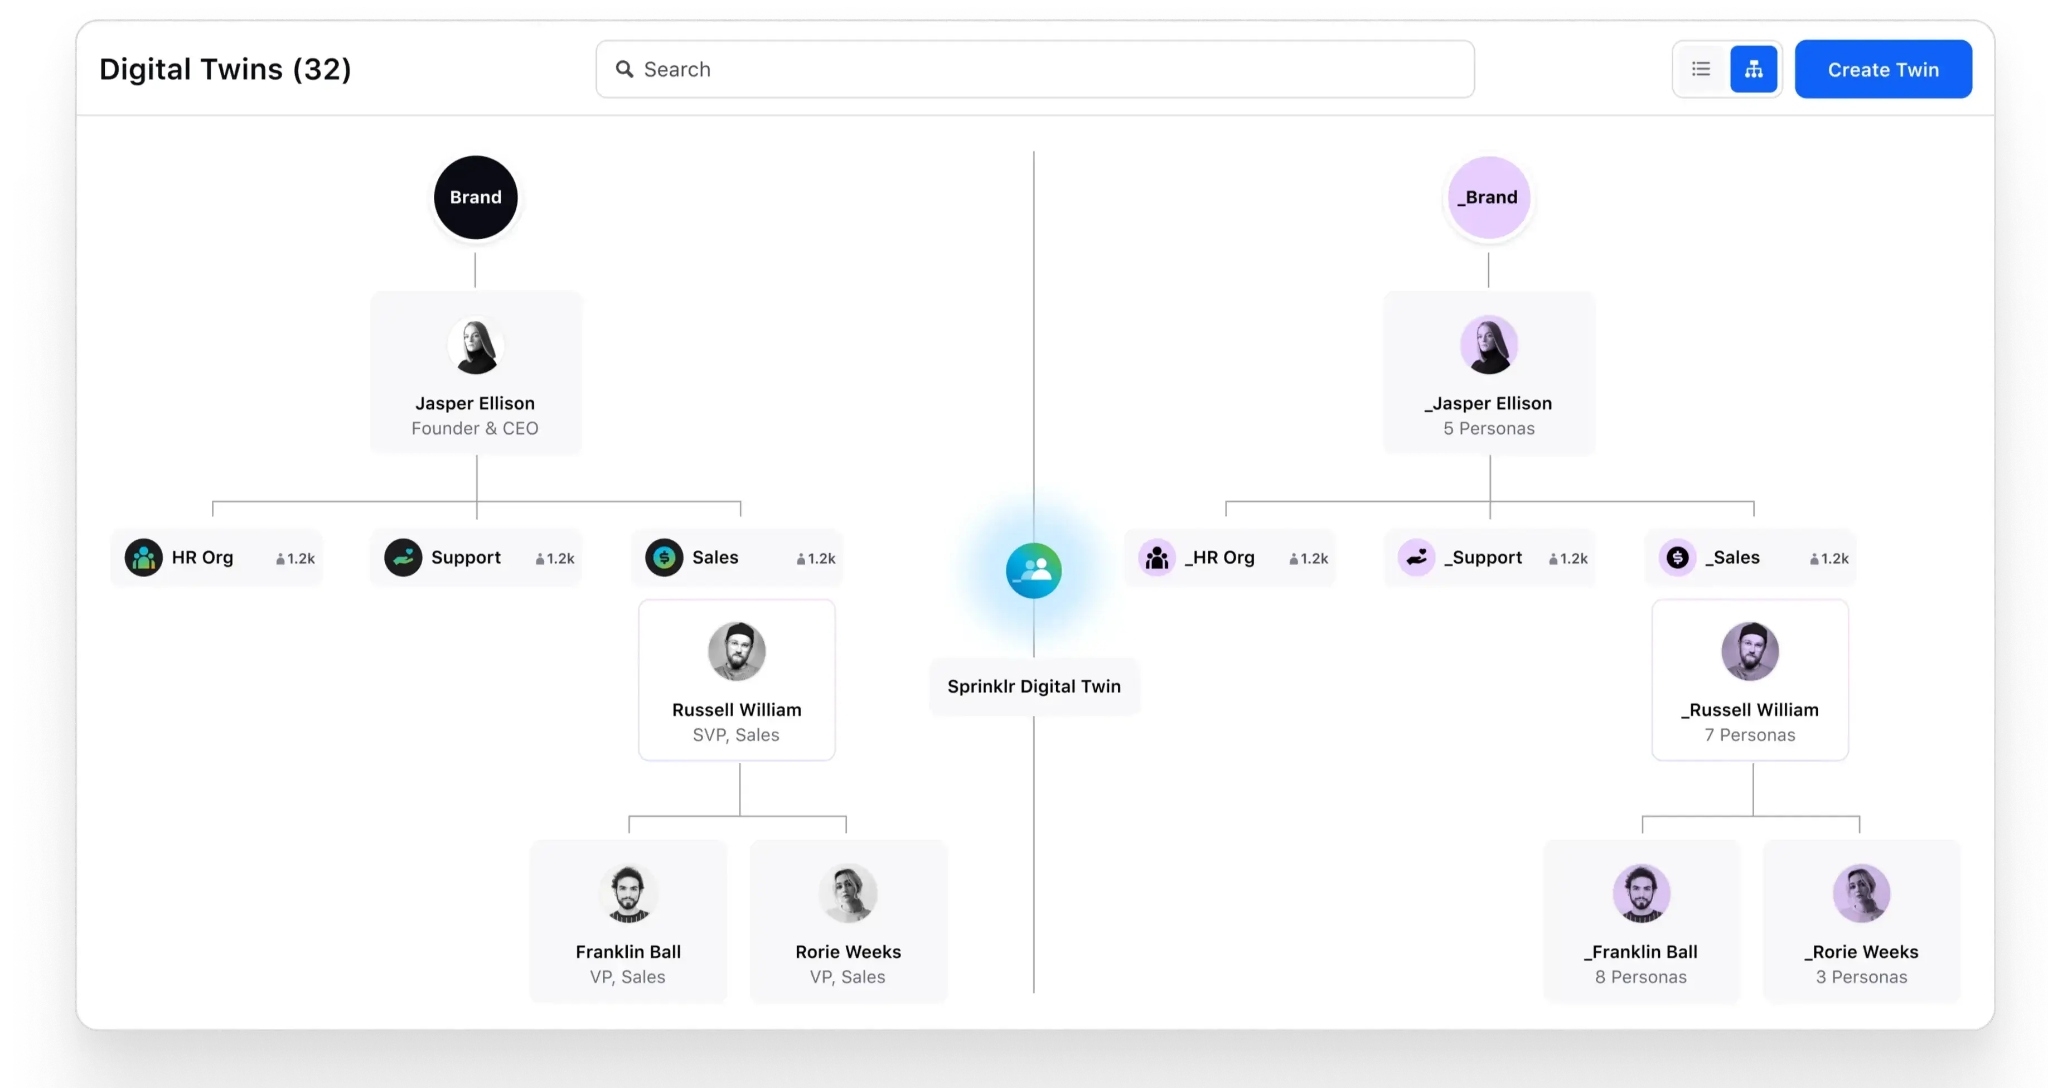 Digital Twins (32)
Search
Create Twin
Brand
Jasper Ellison
Founder & CEO
HR Org 1.2k
Support 1.2k
Sales 1.2k
Russell William
SVP, Sales
Franklin Ball
VP, Sales
Rorie Weeks
VP, Sales
Sprinklr Digital Twin
_Brand
_Jasper Ellison
5 Personas
_HR Org 1.2k
_Support 1.2k
_Sales 1.2k
_Russell William
7 Personas
_Franklin Ball
8 Personas
_Rorie Weeks
3 Personas